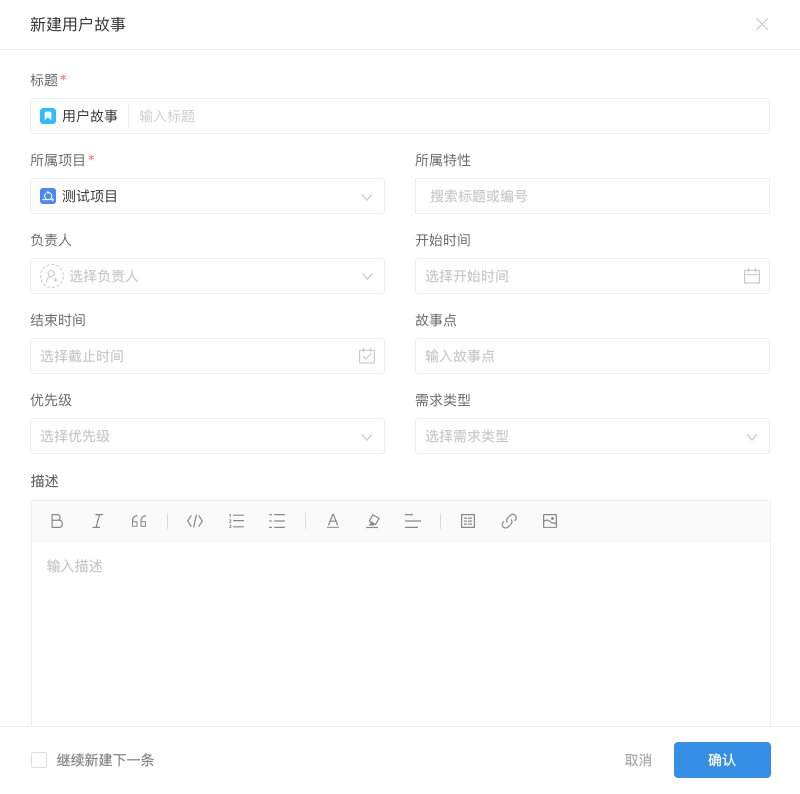 新建用户故事
标题*
用户故事 输入标题
所属项目* 所属特性
测试项目 搜索标题或编号
负责人 开始时间
选择负责人 选择开始时间
结束时间 故事点
选择截止时间 输入故事点
优先级 需求类型
选择优先级 选择需求类型
描述
输入描述
继续新建下一条 取消 确认